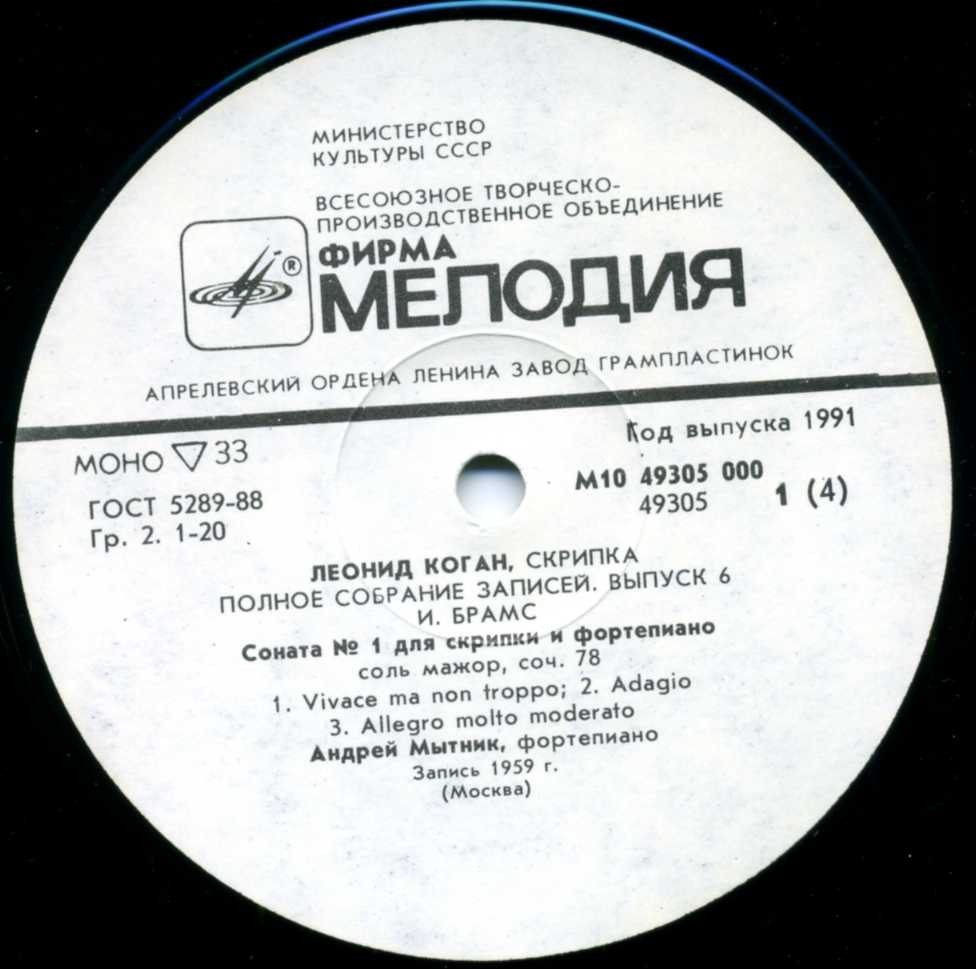 МИНИСТЕРСТВО
КУЛЬТУРЫ СССР
ВСЕСОЮЗНОЕ ТВОРЧЕСКО-
ПРОИЗВОДСТВЕННОЕ ОБЪЕДИНЕНИЕ
®
ФИРМА
МЕЛОДИЯ
АПРЕЛЕВСКИЙ ОРДЕНА ЛЕНИНА ЗАВОД ГРАМПЛАСТИНОК
МОНО ▽ 33
ГОСТ 5289-88
Гр. 2. 1-20
Код выпуска 1991
М10 49305 000
49305
1 (4)
ЛЕОНИД КОГАН, СКРИПКА
ПОЛНОЕ СОБРАНИЕ ЗАПИСЕЙ. ВЫПУСК 6
И. БРАМС
Соната № 1 для скрипки и фортепиано
соль мажор, соч. 78
1. Vivace ma non troppo; 2. Adagio
3. Allegro molto moderato
Андрей Мытник, фортепиано
Запись 1959 г.
(Москва)